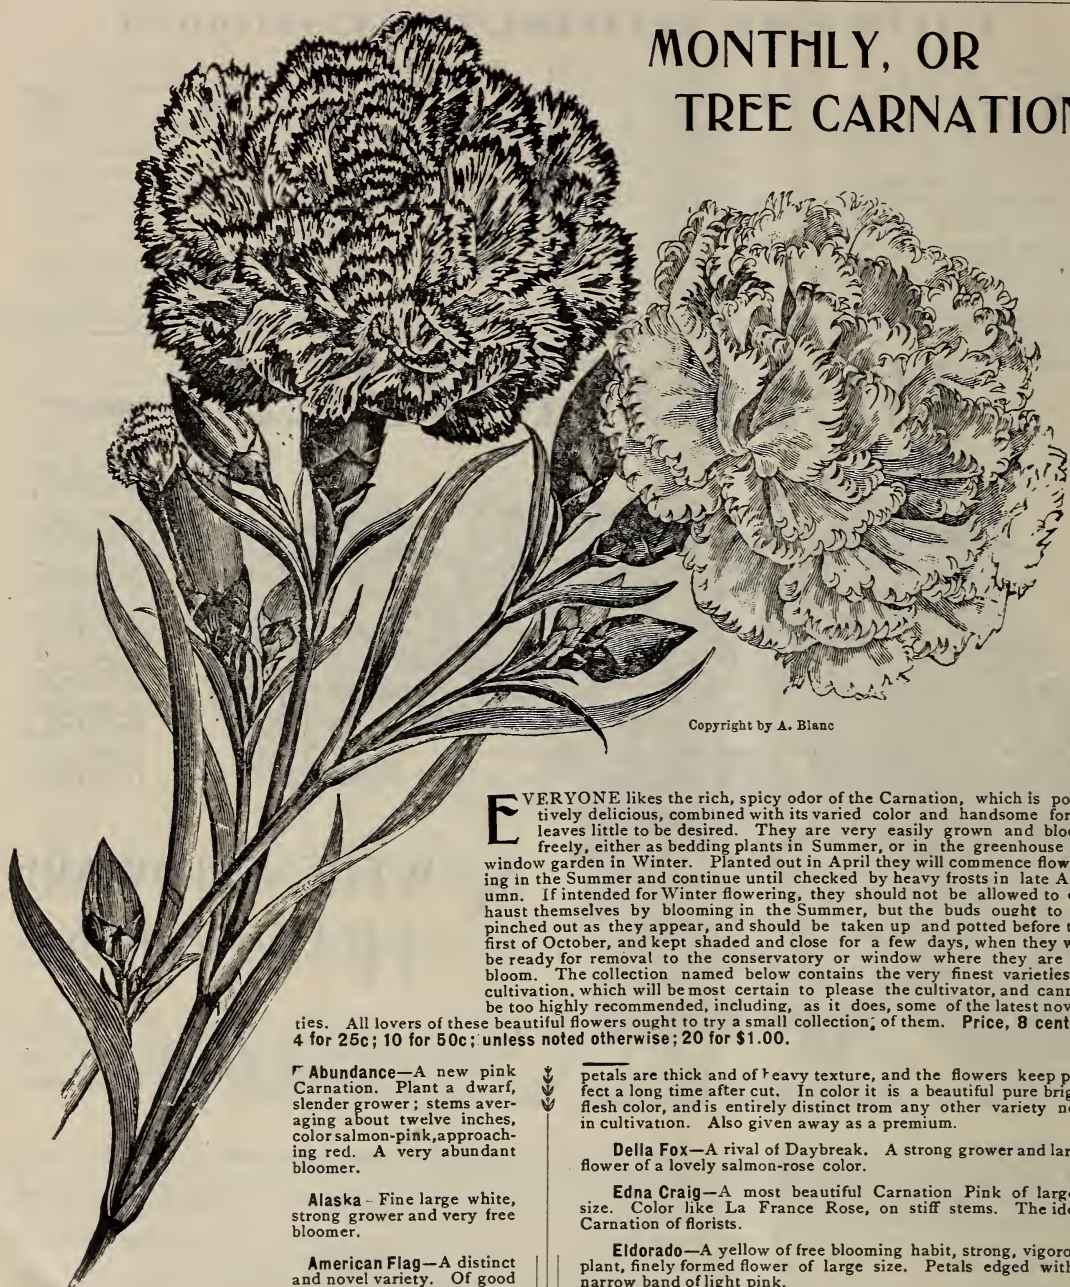 MONTHLY, OR
TREE CARNATION
Copyright by A. Blanc
EVERYONE likes the rich, spicy odor of the Carnation, which is po
tively delicious, combined with its varied color and handsome for
leaves little to be desired. They are very easily grown and bloo
freely, either as bedding plants in Summer, or in the greenhouse
window garden in Winter. Planted out in April they will commence flow
ing in the Summer and continue until checked by heavy frosts in late A
umn. If intended for Winter flowering, they should not be allowed to
haust themselves by blooming in the Summer, but the buds ought to
pinched out as they appear, and should be taken up and potted before t
first of October, and kept shaded and close for a few days, when they w
be ready for removal to the conservatory or window where they are
bloom. The collection named below contains the very finest varieties
cultivation, which will be most certain to please the cultivator, and cann
be too highly recommended, including, as it does, some of the latest nov
ties. All lovers of these beautiful flowers ought to try a small collection; of them. Price, 8 cent
4 for 25c; 10 for 50c; unless noted otherwise; 20 for $1.00.
Abundance—A new pink
Carnation. Plant a dwarf,
slender grower; stems aver-
aging about twelve inches,
color salmon-pink, approach-
ing red. A very abundant
bloomer.
Alaska – Fine large white,
strong grower and very free
bloomer.
American Flag—A distinct
and novel variety. Of good
petals are thick and of heavy texture, and the flowers keep p
fect a long time after cut. In color it is a beautiful pure brig
flesh color, and is entirely distinct from any other variety n
in cultivation. Also given away as a premium.
Della Fox—A rival of Daybreak. A strong grower and lar
flower of a lovely salmon-rose color.
Edna Craig—A most beautiful Carnation Pink of larg
size. Color like La France Rose, on stiff stems. The ide
Carnation of florists.
Eldorado—A yellow of free blooming habit, strong, vigoro
plant, finely formed flower of large size. Petals edged with
narrow band of light pink.